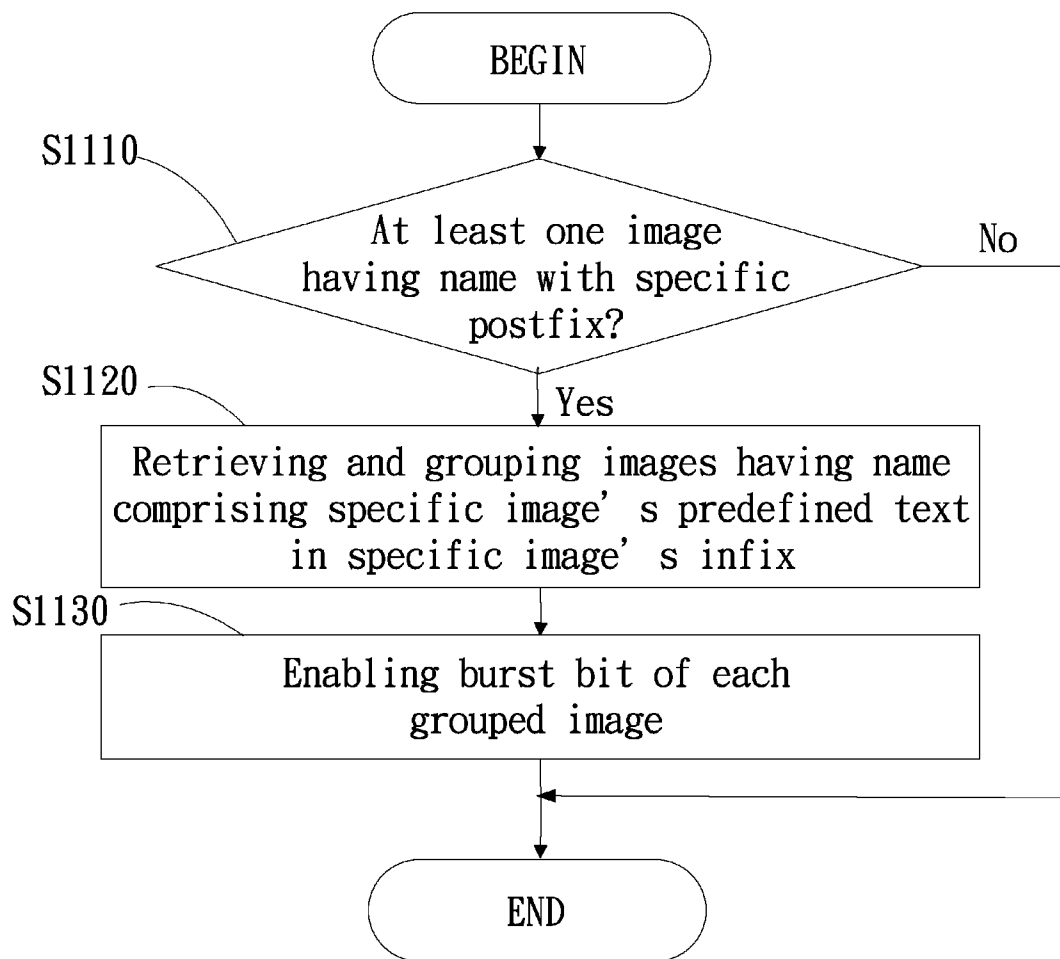 BEGIN
S1110
At least one image
having name with specific
postfix?
No
S1120
Yes
Retrieving and grouping images having name
comprising specific image' s predefined text
in specific image' s infix
S1130
Enabling burst bit of each
grouped image
END